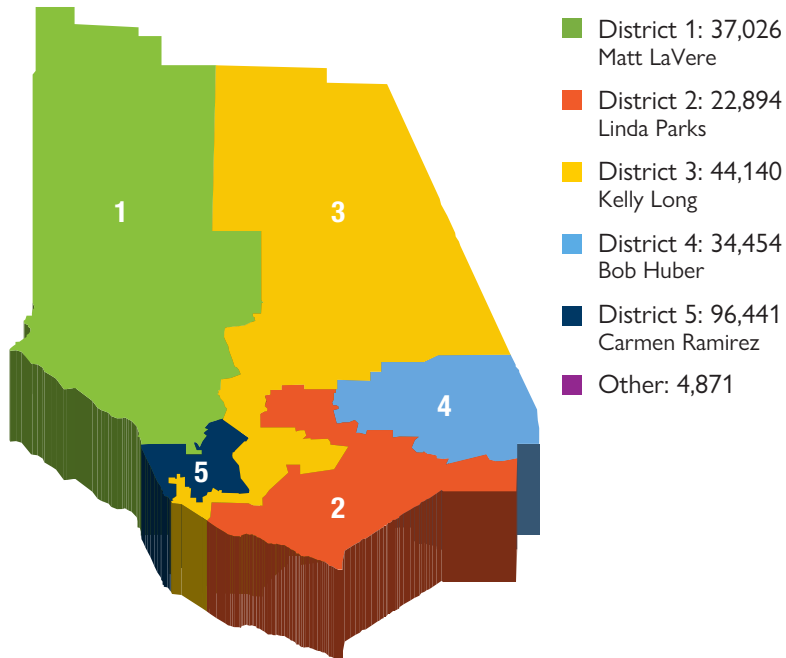 1
3
4
5
2
District 1: 37,026
Matt LaVere
District 2: 22,894
Linda Parks
District 3: 44,140
Kelly Long
District 4: 34,454
Bob Huber
District 5: 96,441
Carmen Ramirez
Other: 4,871